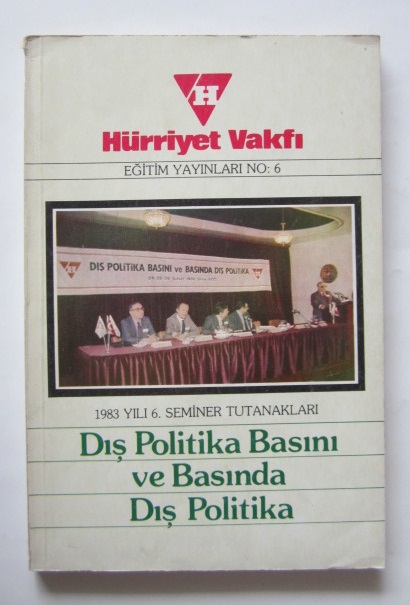 H
Hürriyet Vakfı
EĞİTİM YAYINLARI NO: 6
H DIŞ POLİTİKA BASINI ve BASINDA DIŞ POLİTİKA H
1983 YILI 6. SEMİNER TUTANAKLARI
Dış Politika Basını
ve Basında
Dış Politika